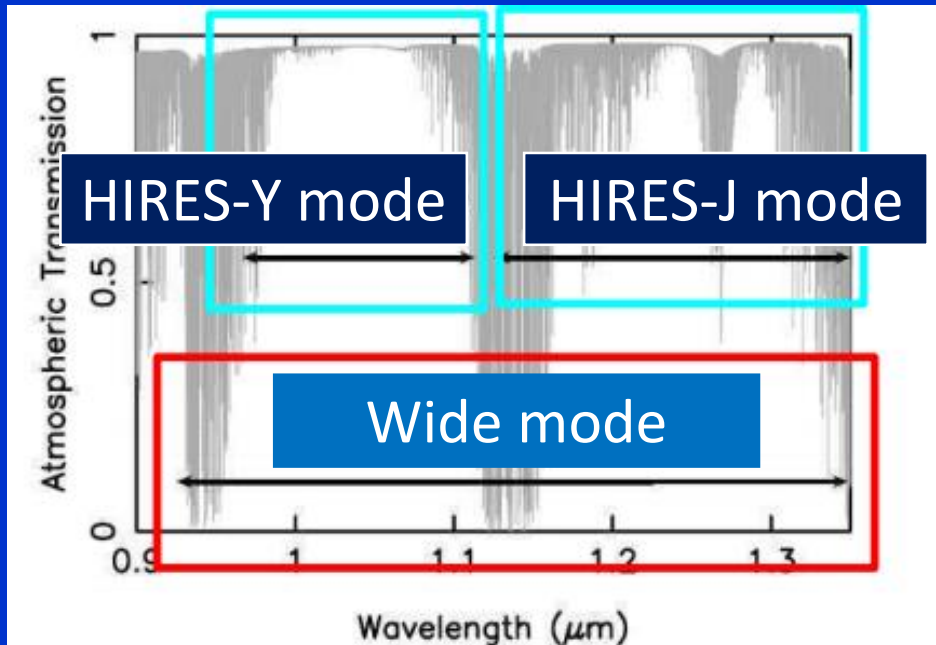 1
Atmospheric Transmission
HIRES-Y mode
HIRES-J mode
0.5
Wide mode
0
0.9
1
1.1
1.2
1.3
Wavelength (μm)